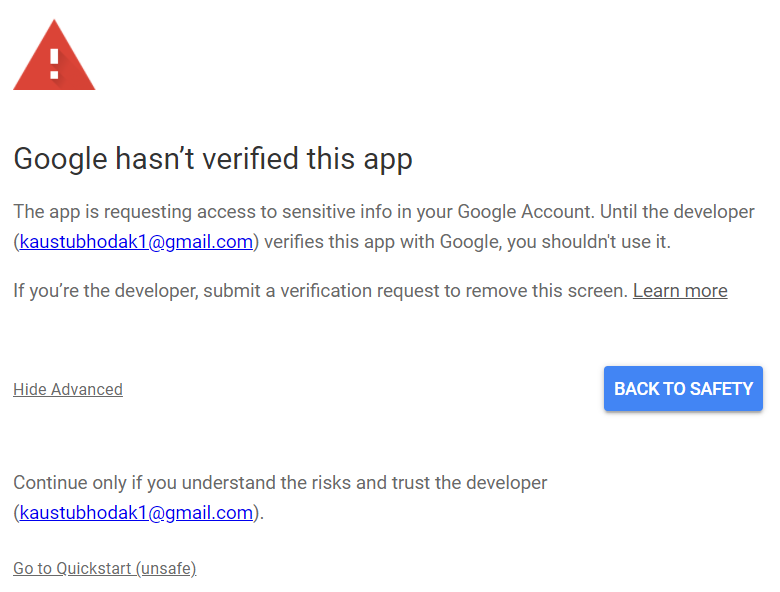 Google hasn’t verified this app
The app is requesting access to sensitive info in your Google Account. Until the developer
(kaustubhodak1@gmail.com) verifies this app with Google, you shouldn't use it.
If you’re the developer, submit a verification request to remove this screen. Learn more
Hide Advanced
BACK TO SAFETY
Continue only if you understand the risks and trust the developer
(kaustubhodak1@gmail.com).
Go to Quickstart (unsafe)